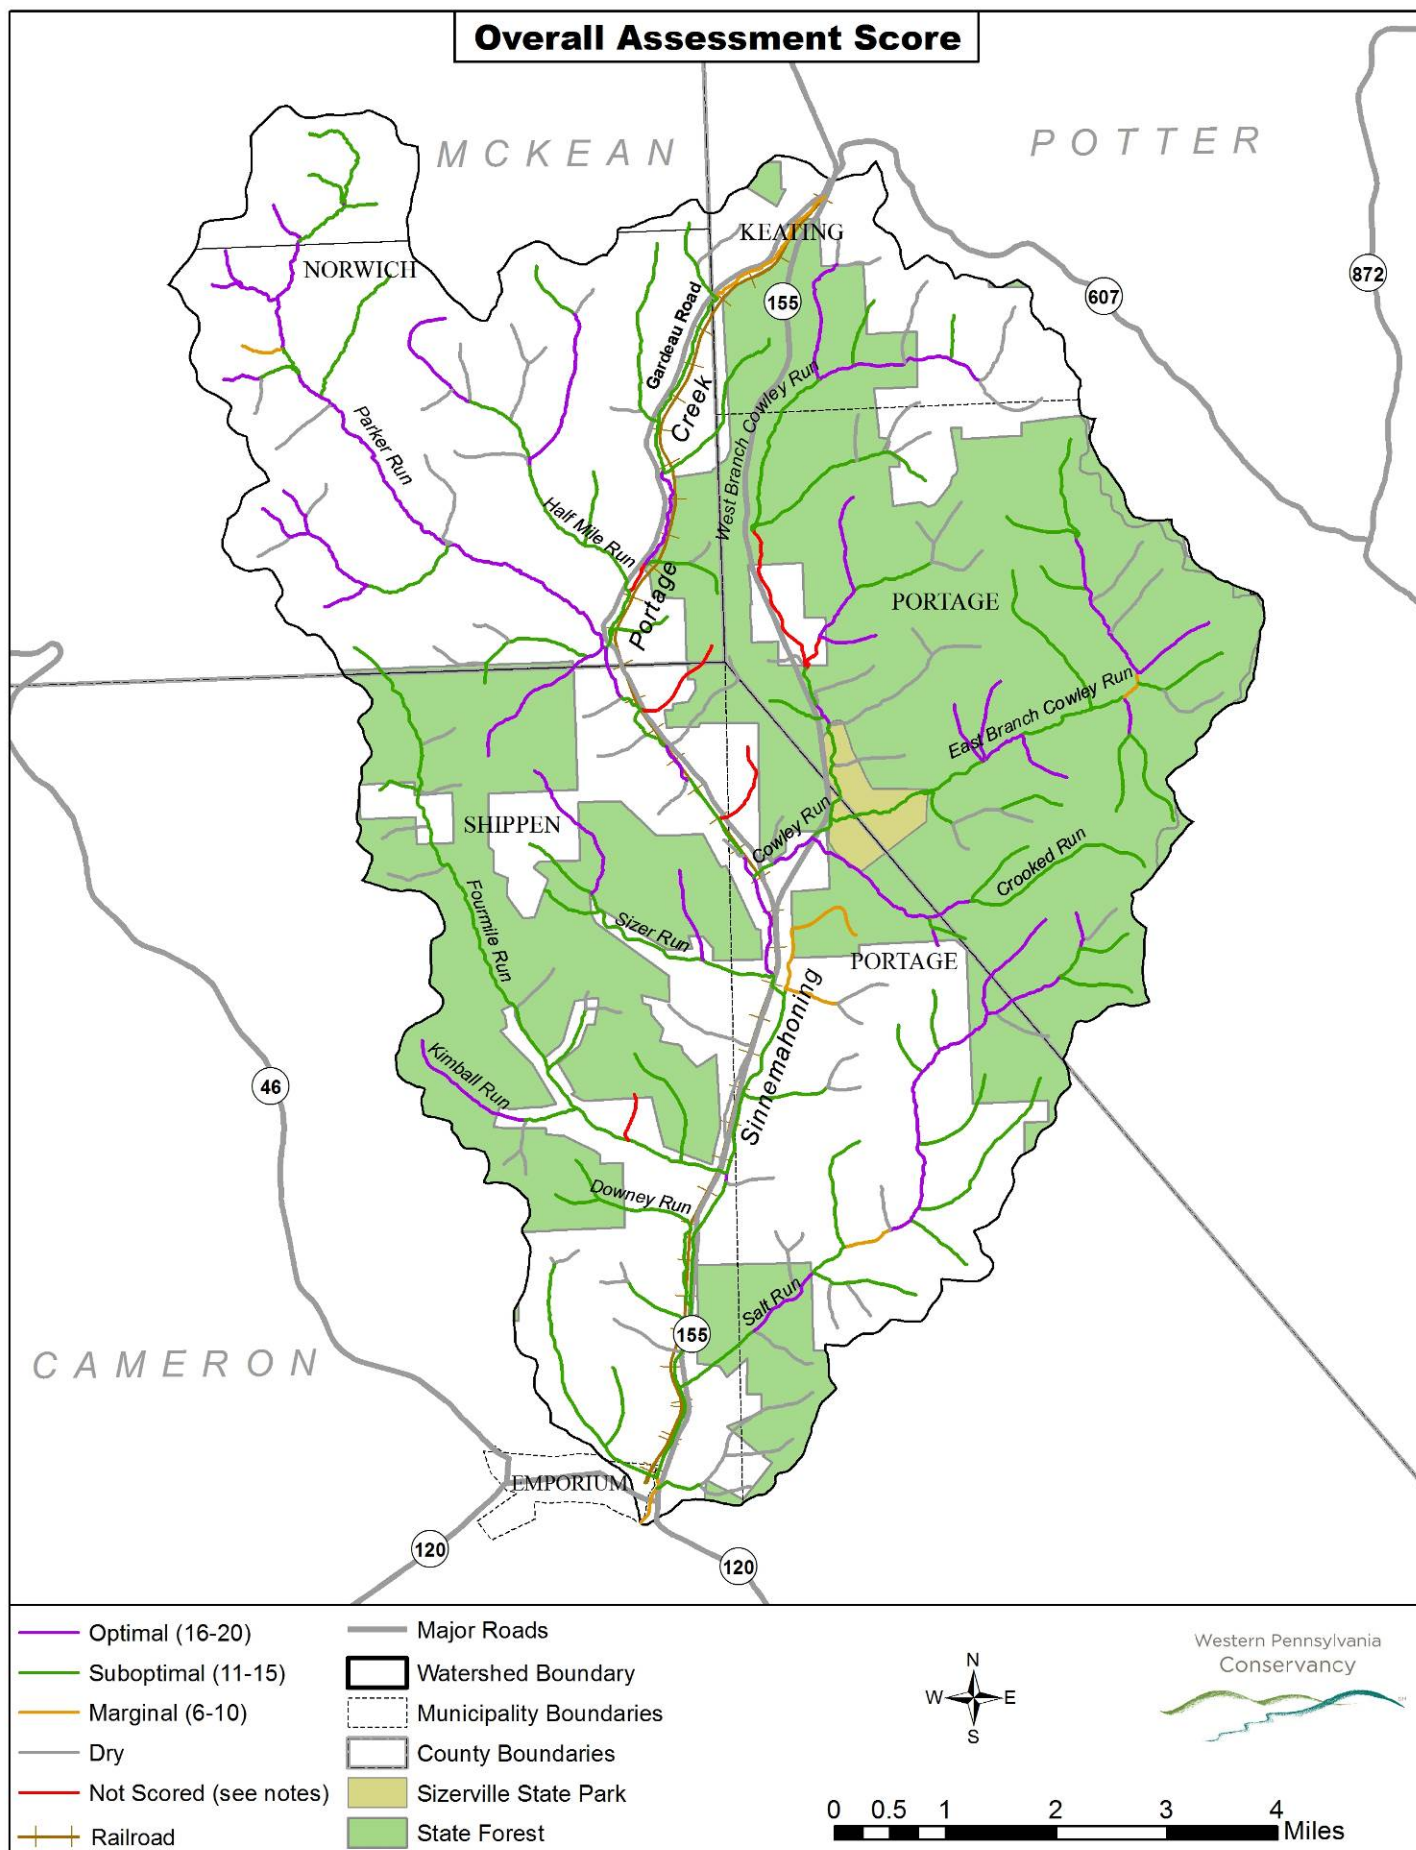 Overall Assessment Score
MCKEAN
POTTER
KEATING
NORWICH
872
607
155
Gardeau Road
Creek
West Branch Cowley Run
Parker Run
Half Mile Run
Portage
PORTAGE
East Branch Cowley Run
SHIPPEN
Cowley Run
Crooked Run
Fourmile Run
Sizer Run
PORTAGE
Sinnemahoning
Kimball Run
46
Downey Run
Salt Run
155
CAMERON
EMPORIUM
120
120
Optimal (16-20)
Suboptimal (11-15)
Marginal (6-10)
Dry
Not Scored (see notes)
Railroad
Major Roads
Watershed Boundary
Municipality Boundaries
County Boundaries
Sizerville State Park
State Forest
N
W E
S
Western Pennsylvania
Conservancy
0 0.5 1 2 3 4
Miles